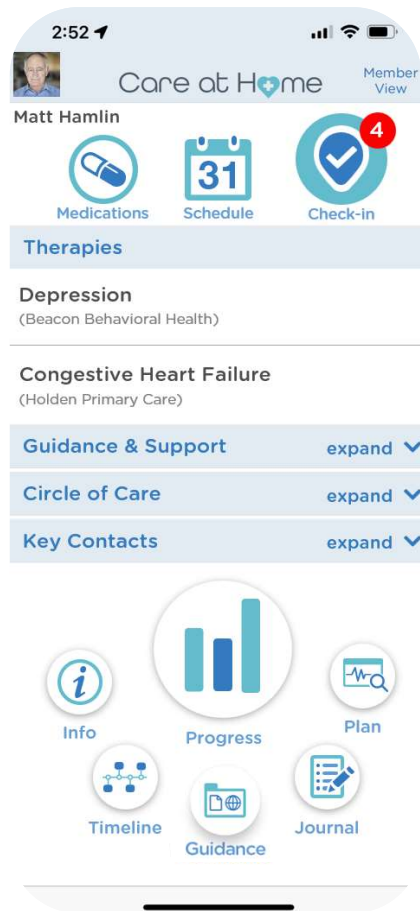 2:52
Care at Home
Member
View
Matt Hamlin
4
31
Medications
Schedule
Check-in
Therapies
Depression
(Beacon Behavioral Health)
Congestive Heart Failure
(Holden Primary Care)
Guidance & Support
expand
Circle of Care
expand
Key Contacts
expand
i
Info
Progress
Plan
Timeline
Guidance
Journal